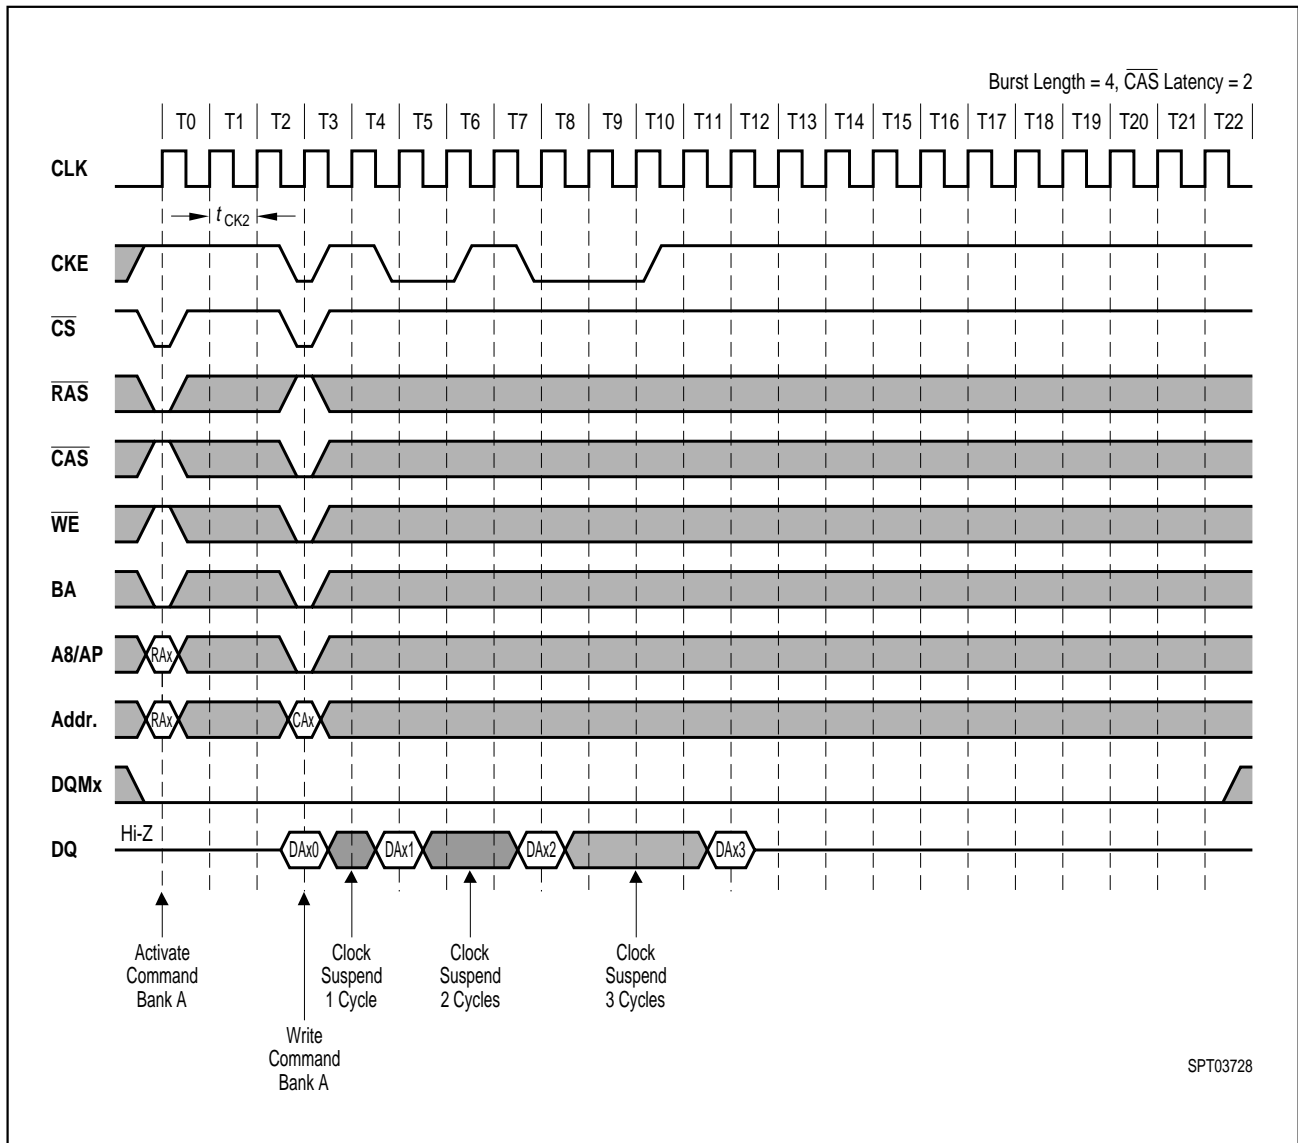 Burst Length = 4, CAS Latency = 2
T0 T1 T2 T3 T4 T5 T6 T7 T8 T9 T10 T11 T12 T13 T14 T15 T16 T17 T18 T19 T20 T21 T22
CLK
t CK2
CKE
CS
RAS
CAS
WE
BA
A8/AP RAx
Addr. RAx CAx
DQMx
Hi-Z
DQ DAx0 DAx1 DAx2 DAx3
Activate
Command
Bank A
Write
Command
Bank A
Clock
Suspend
1 Cycle
Clock
Suspend
2 Cycles
Clock
Suspend
3 Cycles
SPT03728